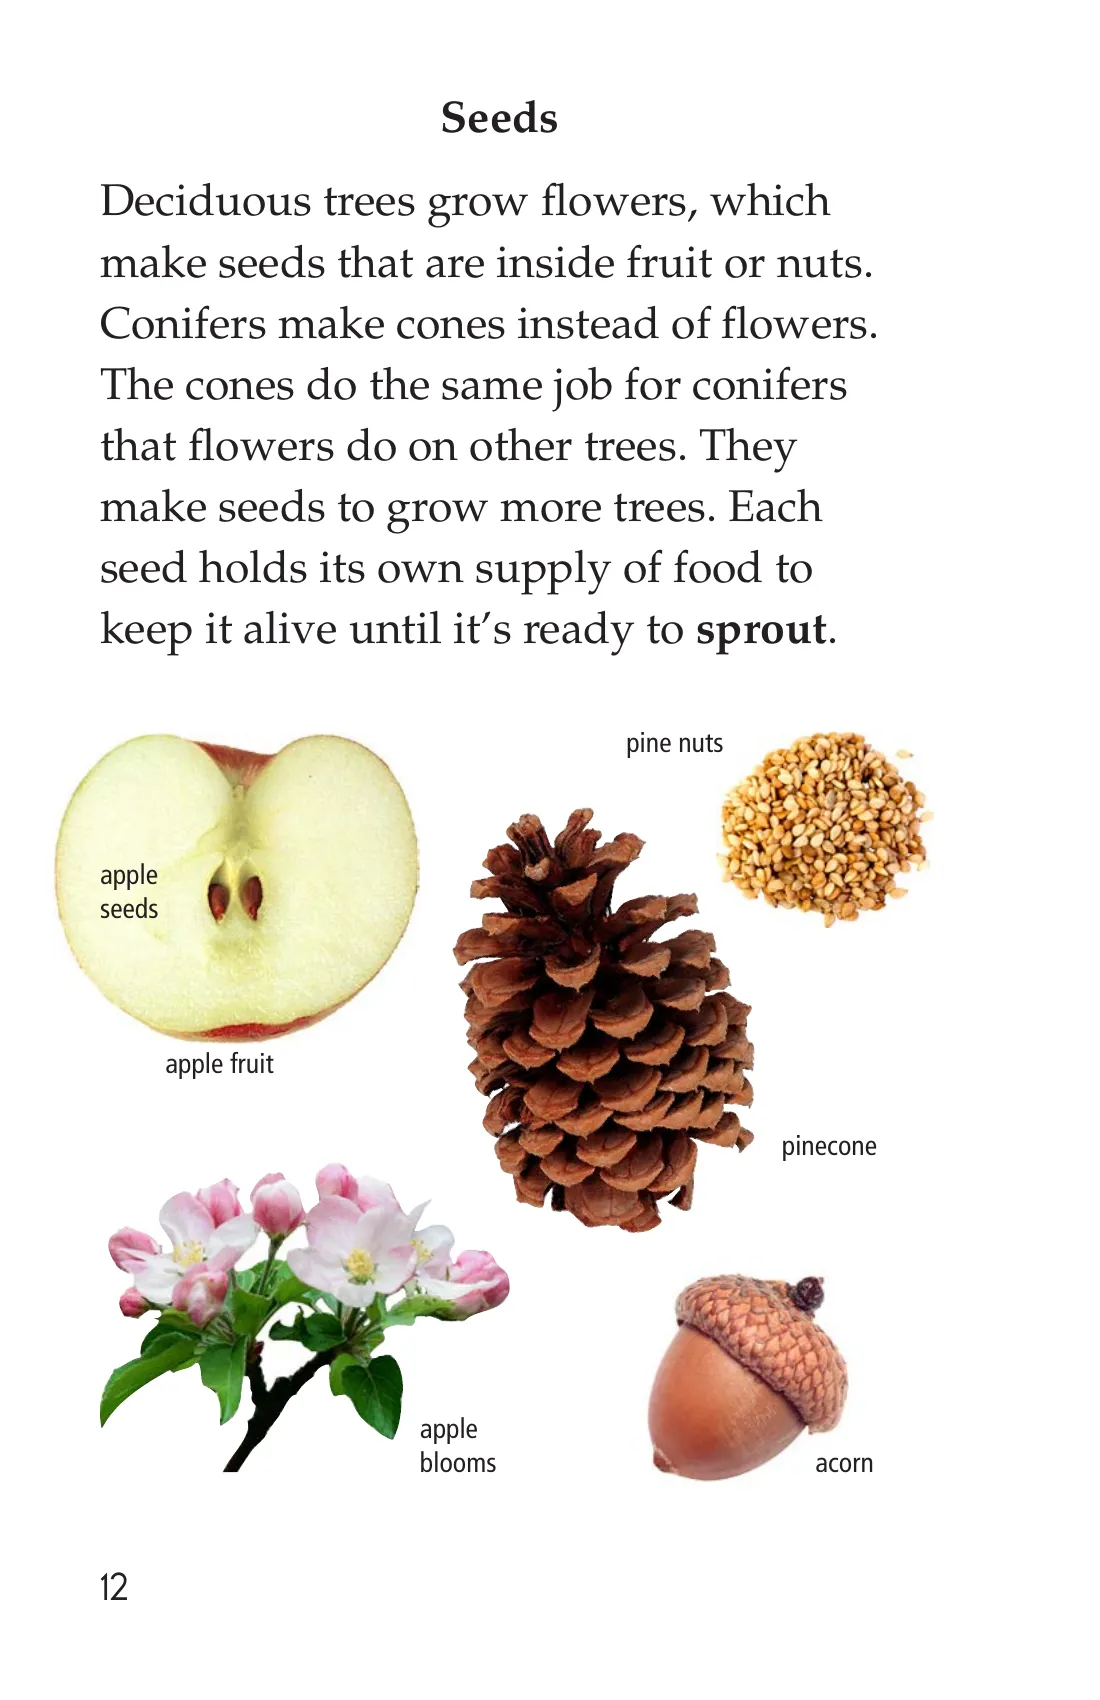 Seeds
Deciduous trees grow flowers, which
make seeds that are inside fruit or nuts.
Conifers make cones instead of flowers.
The cones do the same job for conifers
that flowers do on other trees. They
make seeds to grow more trees. Each
seed holds its own supply of food to
keep it alive until it’s ready to sprout.
pine nuts
apple
seeds
apple fruit
pinecone
apple
blooms
acorn
12